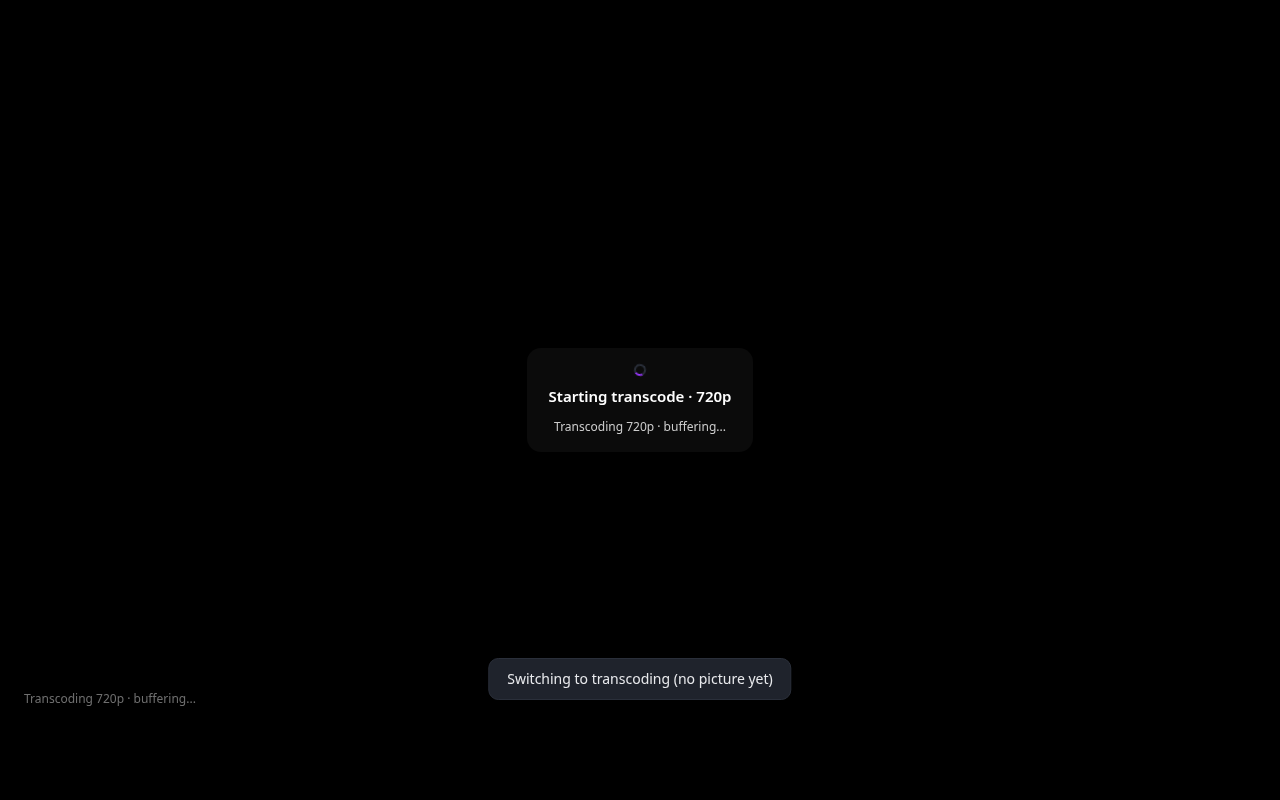 Starting transcode · 720p
Transcoding 720p · buffering...
Switching to transcoding (no picture yet)
Transcoding 720p · buffering...